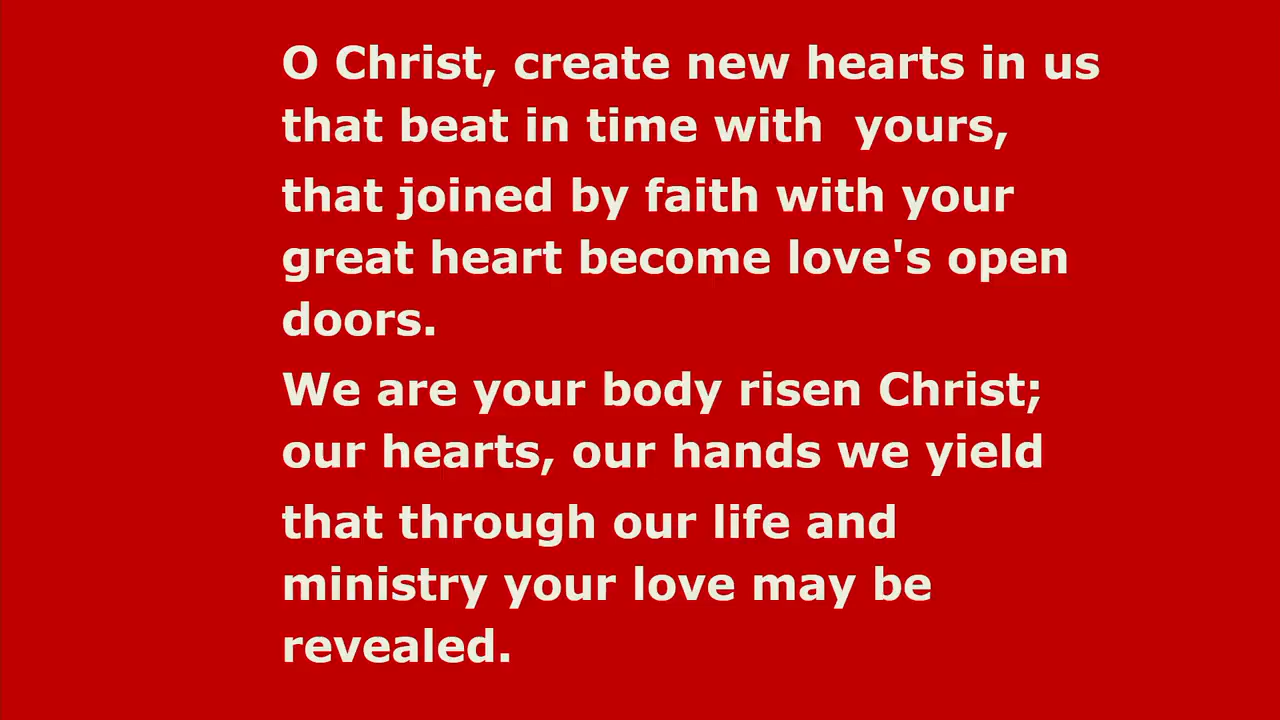 O Christ, create new hearts in us
that beat in time with  yours,
that joined by faith with your
great heart become love's open
doors.
We are your body risen Christ;
our hearts, our hands we yield
that through our life and
ministry your love may be
revealed.